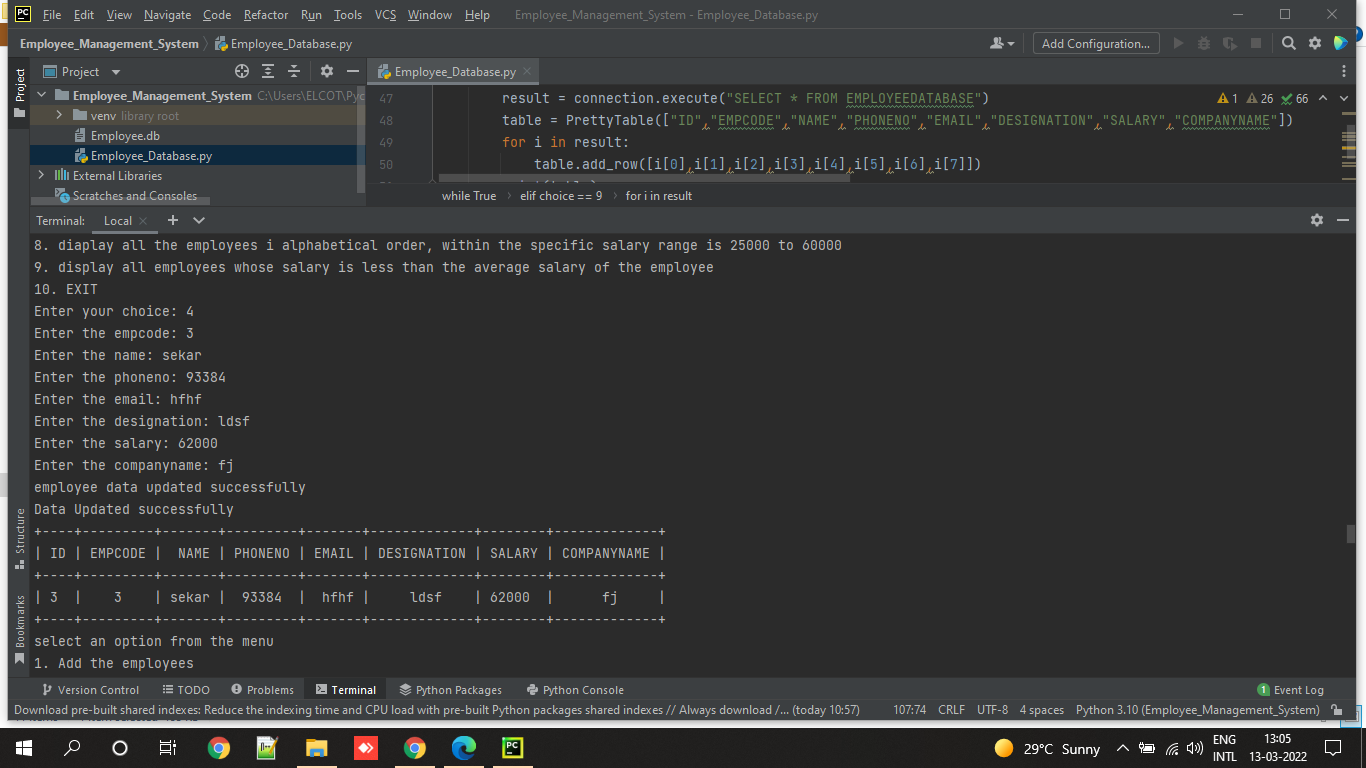 PC File Edit View Navigate Code Refactor Run Tools VCS Window Help Employee_Management_System - Employee_Database.py
Employee_Management_System Employee_Database.py Add Configuration...
Project Project Employee_Database.py
Employee_Management_System C:\Users\ELCOT\Pyc
venv library root
Employee.db
Employee_Database.py
External Libraries
Scratches and Consoles
47 result = connection.execute("SELECT * FROM EMPLOYEEDATABASE") 1 26 66
48 table = PrettyTable(["ID","EMPCODE","NAME","PHONENO","EMAIL","DESIGNATION","SALARY","COMPANYNAME"])
49 for i in result:
50 table.add_row([i[0],i[1],i[2],i[3],i[4],i[5],i[6],i[7]])
while True elif choice == 9 for i in result
Terminal: Local
8. diaplay all the employees i alphabetical order, within the specific salary range is 25000 to 60000
9. display all employees whose salary is less than the average salary of the employee
10. EXIT
Enter your choice: 4
Enter the empcode: 3
Enter the name: sekar
Enter the phoneno: 93384
Enter the email: hfhf
Enter the designation: ldsf
Enter the salary: 62000
Enter the companyname: fj
employee data updated successfully
Data Updated successfully
+----+---------+-------+---------+-------+-------------+--------+-------------+
| ID | EMPCODE |  NAME | PHONENO | EMAIL | DESIGNATION | SALARY | COMPANYNAME |
+----+---------+-------+---------+-------+-------------+--------+-------------+
| 3  |    3    | sekar |  93384  |  hfhf |     ldsf    | 62000  |      fj     |
+----+---------+-------+---------+-------+-------------+--------+-------------+
select an option from the menu
1. Add the employees
Structure
Bookmarks
Version Control TODO Problems Terminal Python Packages Python Console 1 Event Log
Download pre-built shared indexes: Reduce the indexing time and CPU load with pre-built Python packages shared indexes // Always download /... (today 10:57) 107:74 CRLF UTF-8 4 spaces Python 3.10 (Employee_Management_System)
PC 29°C Sunny ENG 13:05
INTL 13-03-2022